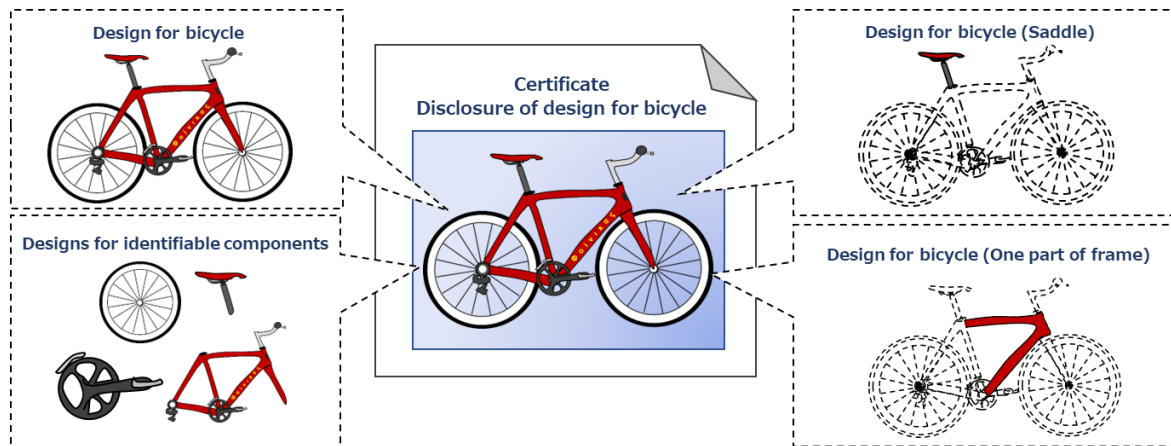 Design for bicycle
Designs for identifiable components
Certificate
Disclosure of design for bicycle
Φοίνικας
Design for bicycle (Saddle)
Design for bicycle (One part of frame)